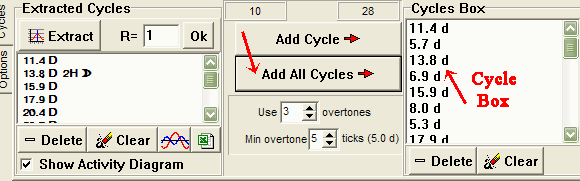 Cycles
Options
Extracted Cycles
Extract
R= 1
Ok
11.4 D
13.8 D 2H
15.9 D
17.9 D
20.4 D
Delete
Clear
Show Activity Diagram
10
28
Add Cycle
Add All Cycles
Use 3 overtones
Min overtone 5 ticks (5.0 d)
Cycles Box
11.4 d
5.7 d
13.8 d
6.9 d
15.9 d
8.0 d
5.3 d
17.9 d
Cycle
Box
Delete
Clear